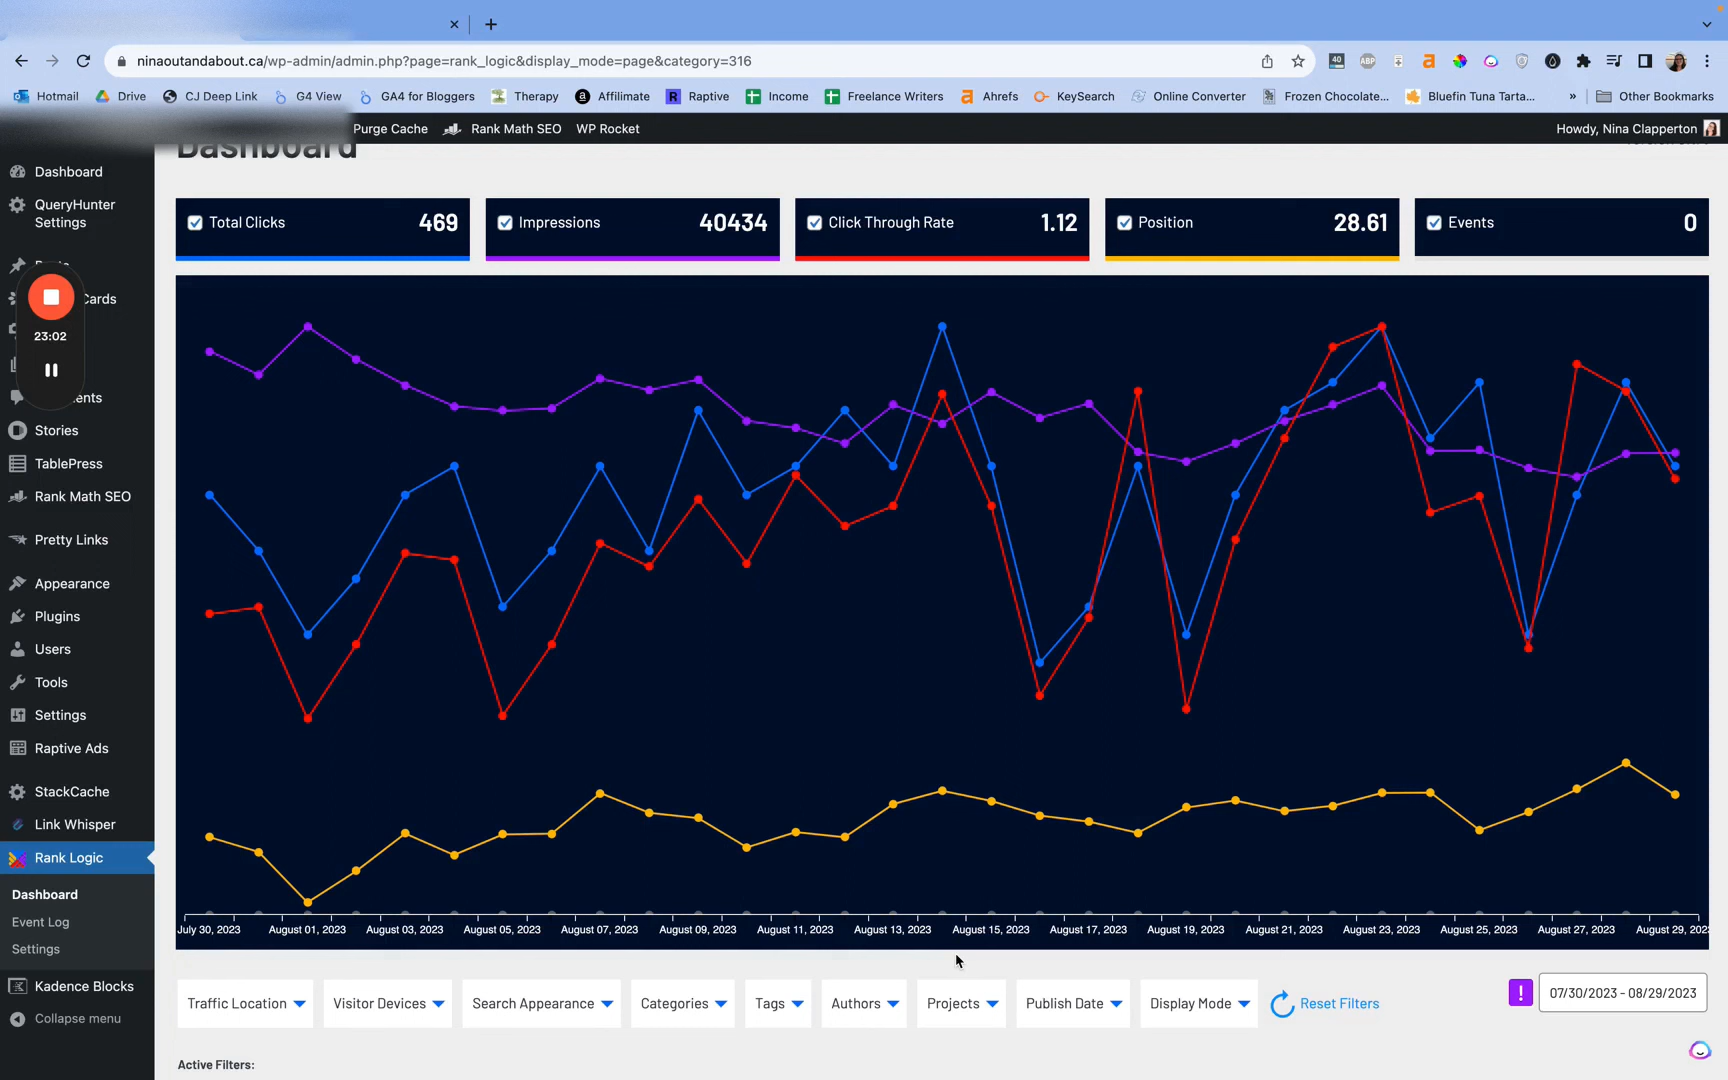 ninaoutandabout.ca/wp-admin/admin.php?page=rank_logic&display_mode=page&category=316
40
ABP
Hotmail Drive CJ Deep Link G4 View GA4 for Bloggers Therapy Affilimate Raptive Income Freelance Writers Ahrefs KeySearch Online Converter Frozen Chocolate... Bluefin Tuna Tarta... » Other Bookmarks
Purge Cache Rank Math SEO WP Rocket Howdy, Nina Clapperton
Dashboard
Dashboard
QueryHunter
Settings
Cards
23:02
ents
Stories
TablePress
Rank Math SEO
Pretty Links
Appearance
Plugins
Users
Tools
Settings
Raptive Ads
StackCache
Link Whisper
Rank Logic
Dashboard
Event Log
Settings
Kadence Blocks
Collapse menu
Total Clicks 469
Impressions 40434
Click Through Rate 1.12
Position 28.61
Events 0
July 30, 2023 August 01, 2023 August 03, 2023 August 05, 2023 August 07, 2023 August 09, 2023 August 11, 2023 August 13, 2023 August 15, 2023 August 17, 2023 August 19, 2023 August 21, 2023 August 23, 2023 August 25, 2023 August 27, 2023 August 29, 202
Traffic Location Visitor Devices Search Appearance Categories Tags Authors Projects Publish Date Display Mode Reset Filters ! 07/30/2023 - 08/29/2023
Active Filters: